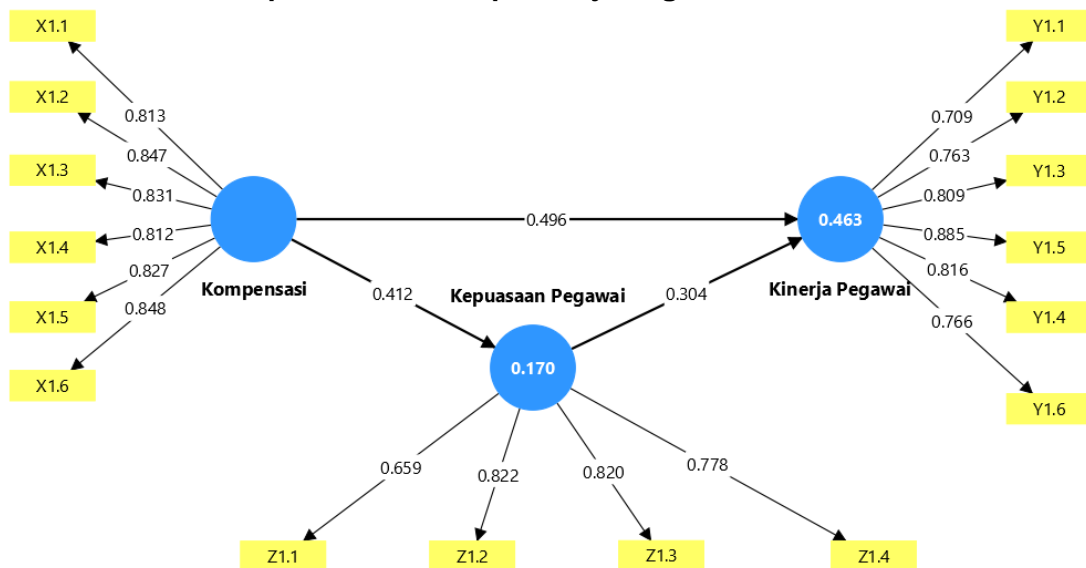 X1.1
X1.2
X1.3
X1.4
X1.5
X1.6
0.813
0.847
0.831
0.812
0.827
0.848
Kompensasi
0.496
0.412
Kepuasaan Pegawai
0.304
0.170
0.463
Kinerja Pegawai
0.709
0.763
0.809
0.885
0.816
0.766
Y1.1
Y1.2
Y1.3
Y1.5
Y1.4
Y1.6
0.659
0.822
0.820
0.778
Z1.1
Z1.2
Z1.3
Z1.4